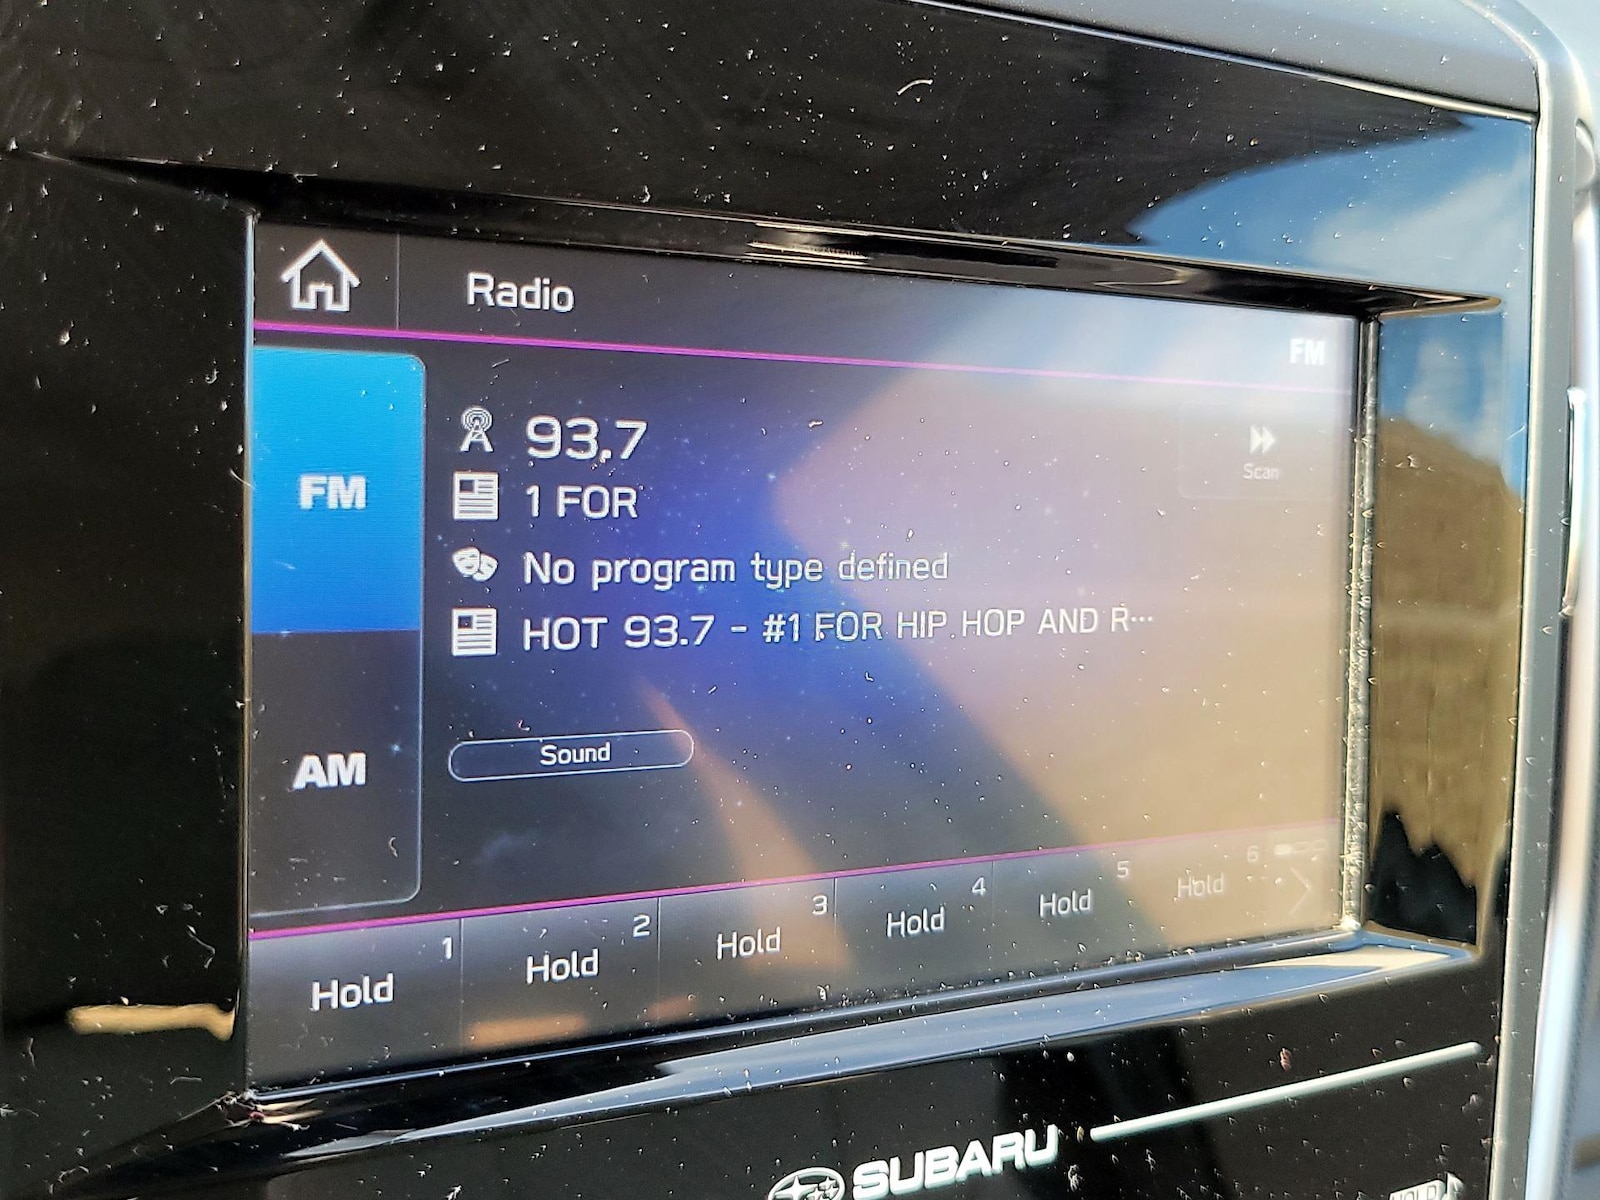 Radio
FM
93.7
Scan
FM
1 FOR
No program type defined
HOT 93.7 - #1 FOR HIP HOP AND R…
Sound
AM
1
Hold
2
Hold
3
Hold
4
Hold
5
Hold
6
Hold
SUBARU
HOLD